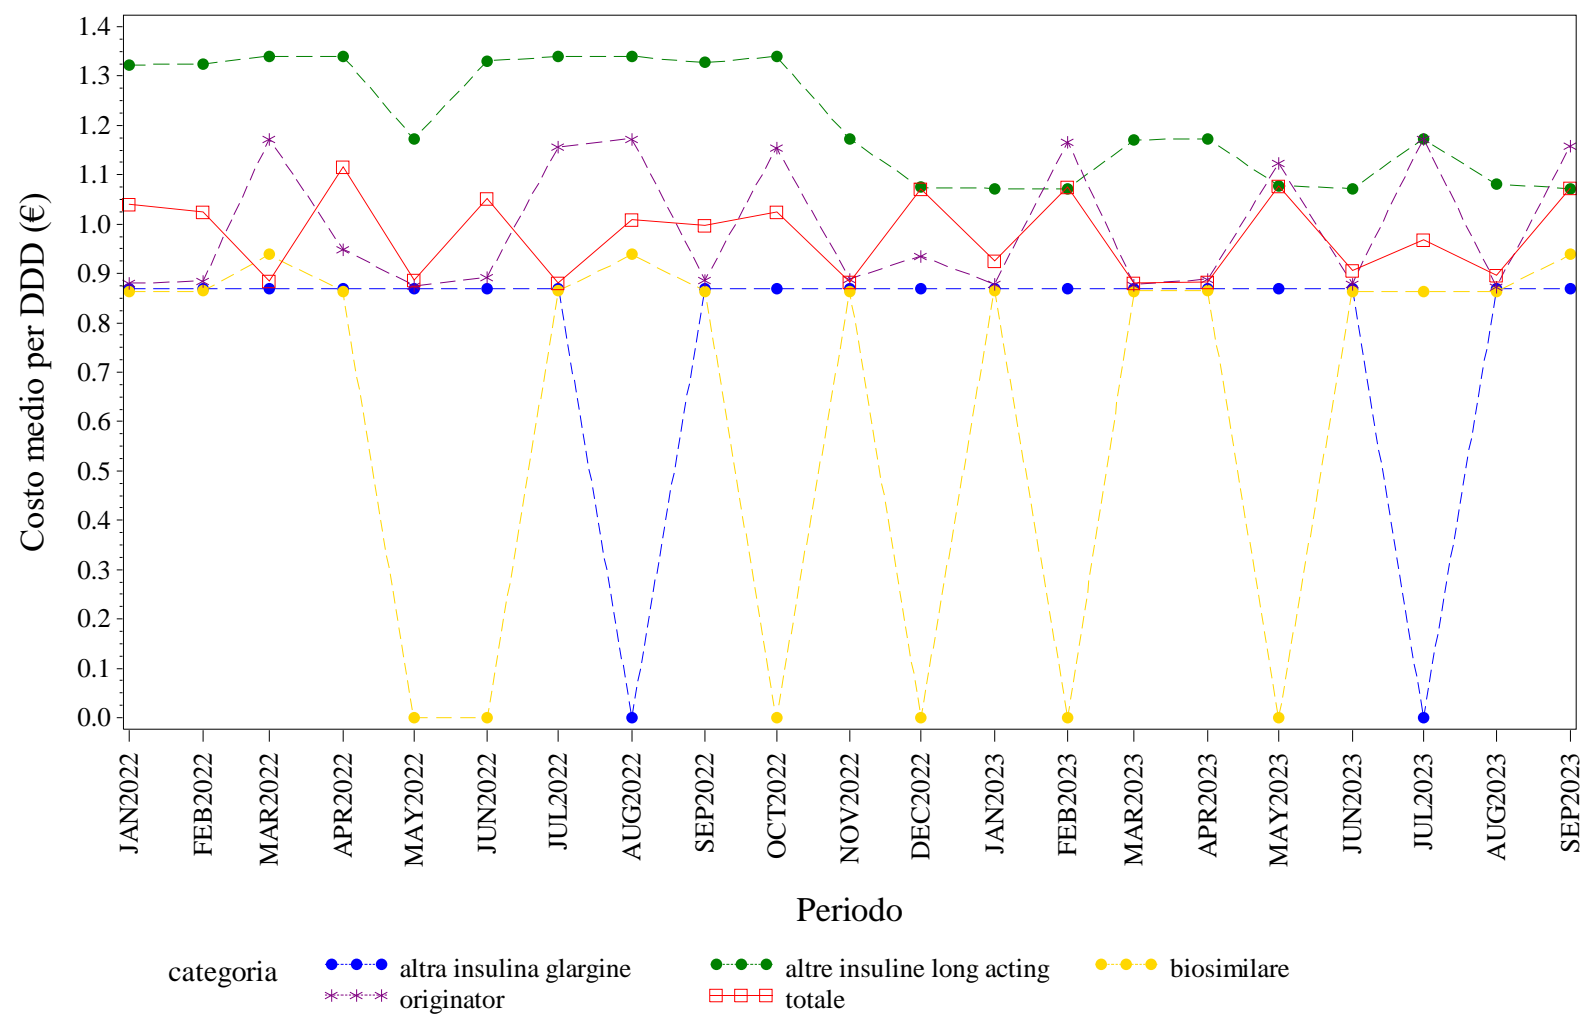 Costo medio per DDD (€)
1.4
1.3
1.2
1.1
1.0
0.9
0.8
0.7
0.6
0.5
0.4
0.3
0.2
0.1
0.0
JAN2022
FEB2022
MAR2022
APR2022
MAY2022
JUN2022
JUL2022
AUG2022
SEP2022
OCT2022
NOV2022
DEC2022
JAN2023
FEB2023
MAR2023
APR2023
MAY2023
JUN2023
JUL2023
AUG2023
SEP2023
Periodo
categoria altra insulina glargine altre insuline long acting biosimilare
originator totale